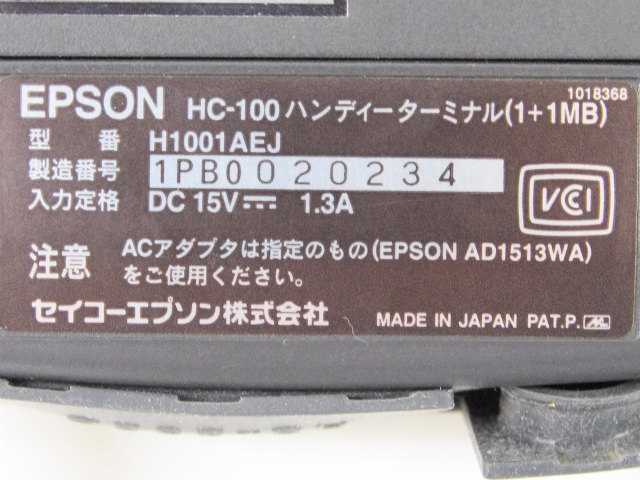 1018368
EPSON HC-100 ハンディーターミナル(1+1MB)
型 番 H1001AEJ
製造番号 1PB0020234
入力定格 DC 15V⎓ 1.3A
VCI
注意 ACアダプタは指定のもの(EPSON AD1513WA)
をご使用ください。
セイコーエプソン株式会社
MADE IN JAPAN PAT.P.